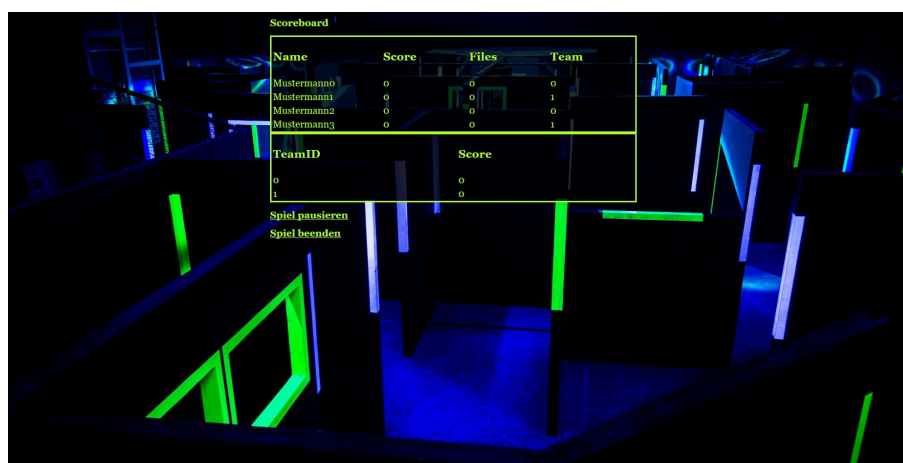 Scoreboard
Name Score Files Team
Mustermann0 0 0 0
Mustermann1 0 0 1
Mustermann2 0 0 0
Mustermann3 0 0 1
TeamID Score
0 0
1 0
Spiel pausieren
Spiel beenden